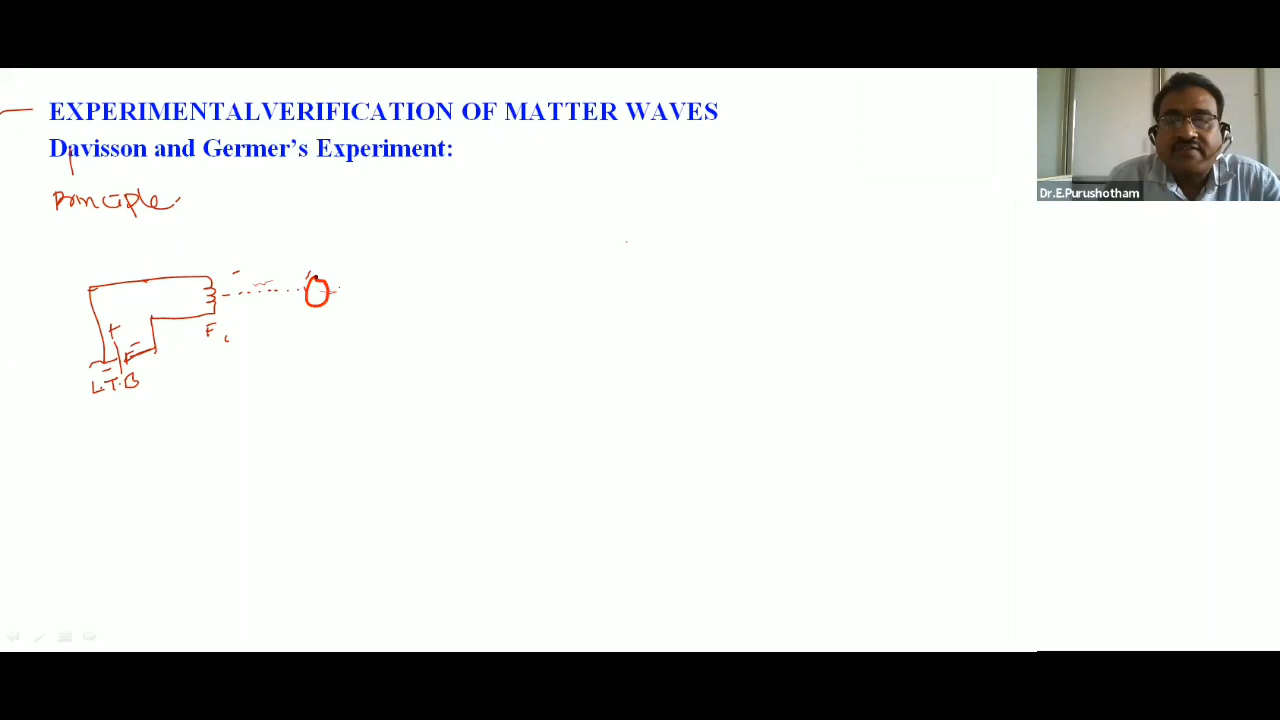 EXPERIMENTALVERIFICATION OF MATTER WAVES
Davisson and Germer’s Experiment:
Dr.E.Purushotham
Principle
+
-
F
L.T.B